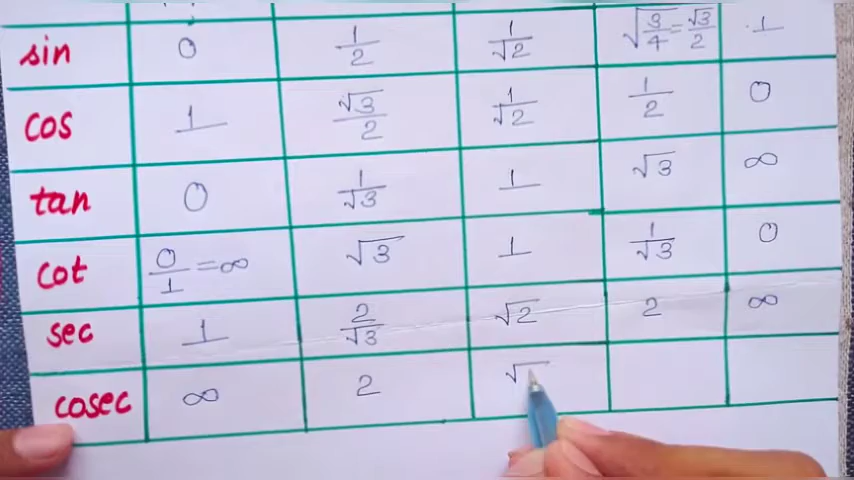 sin 0 1/2 1/√2 √3/4=√3/2 1
cos 1 √3/2 √1/2 1/2 0
tan 0 1/√3 1 √3 ∞
cot 0/1=∞ √3 1 1/√3 0
sec 1 2/√3 √2 2 ∞
cosec ∞ 2 √